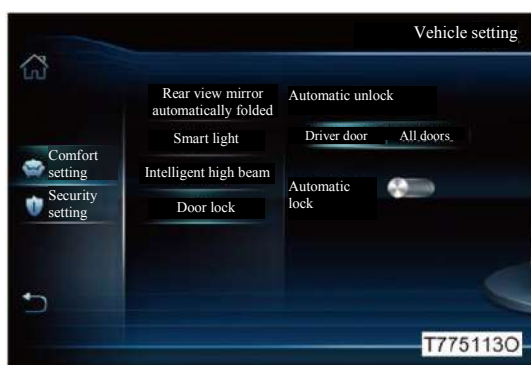 Vehicle setting
Rear view mirror
automatically folded
Automatic unlock
Smart light
Driver door
All doors
Intelligent high beam
Comfort
setting
Automatic
lock
Security
setting
Door lock
T775113O